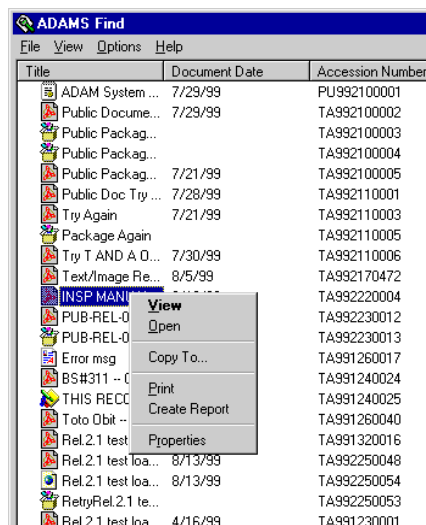 ADAMS Find
File View Options Help
Title Document Date Accession Number
ADAM System ... 7/29/99 PU992100001
Public Docume... 7/29/99 TA992100002
Public Packag... TA992100003
Public Packag... TA992100004
Public Packag... 7/21/99 TA992100005
Public Doc Try ... 7/28/99 TA992110001
Try Again 7/21/99 TA992110003
Package Again TA992110005
Try T AND A O... 7/30/99 TA992110006
Text/Image Re... 8/5/99 TA992170472
INSP TA992220004
PUB-REL-0 View TA992230012
PUB-REL-0 Open TA992230013
Error msg Copy To... TA991260017
BS#311 -- TA991240024
THIS RECO Print TA991240025
Toto Obit -- Create Report TA991260040
Rel.2.1 test Properties TA991320016
Rel.2.1 test loa... 8/13/99 TA992250048
Rel.2.1 test loa... 8/13/99 TA992250054
RetryRel.2.1 te... TA992250053
Rel.2.1 test loa... 4/16/99 TA991230001